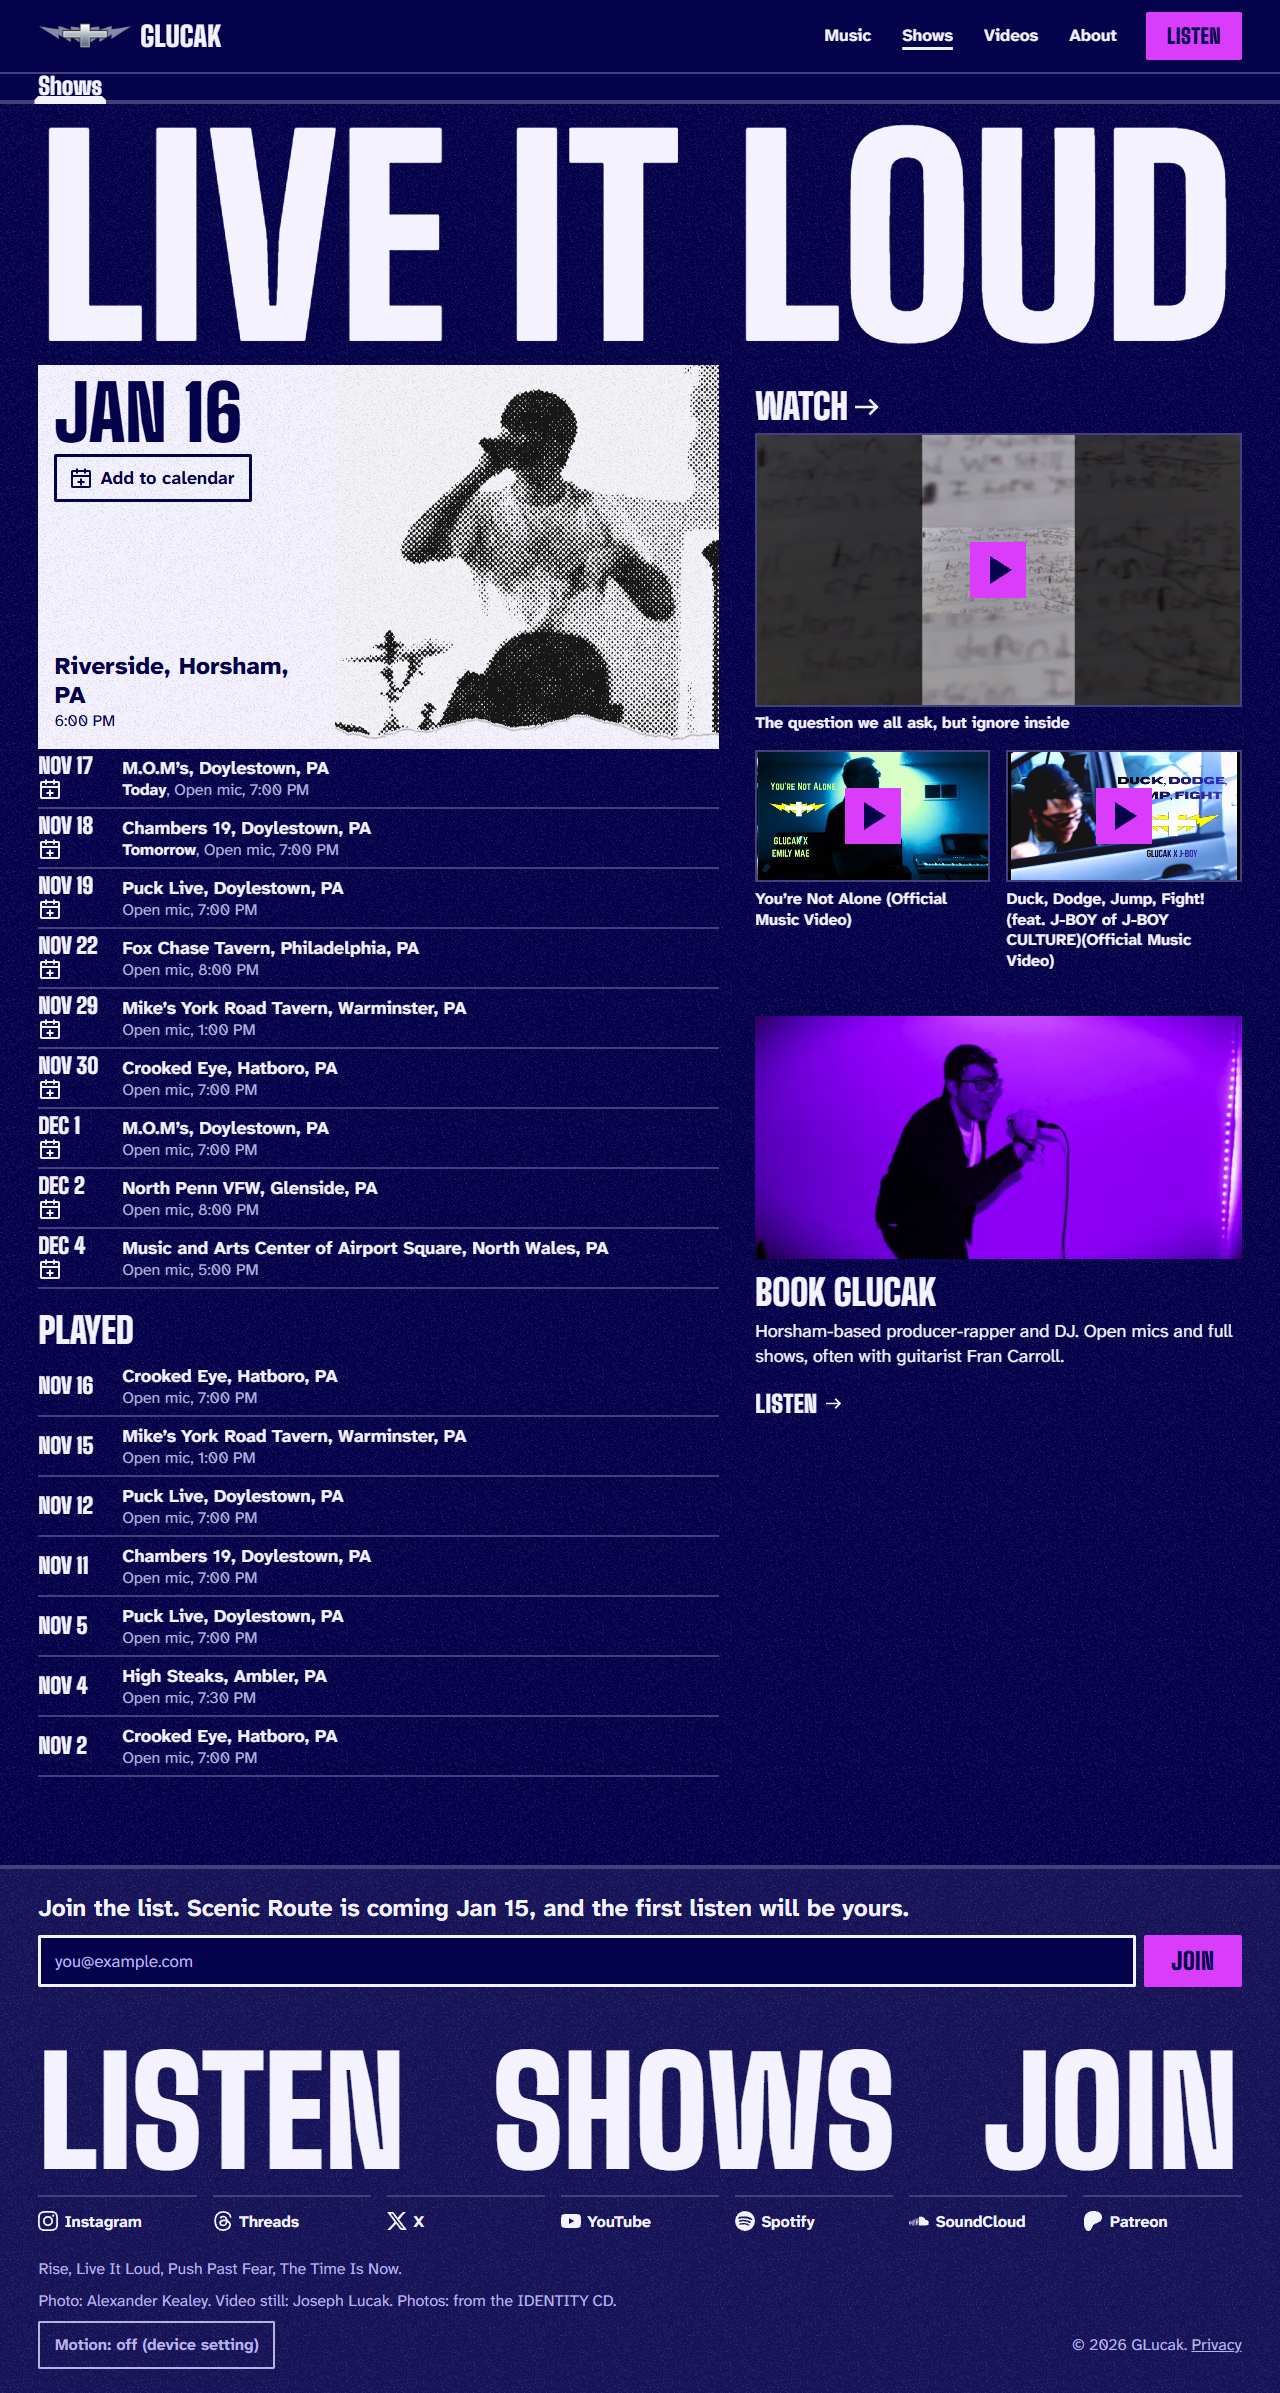 GLUCAK
Music
Shows
Videos
About
LISTEN
Shows
LIVE IT LOUD
JAN 16
Add to calendar
Riverside, Horsham,
PA
6:00 PM
NOV 17
M.O.M's, Doylestown, PA
Today, Open mic, 7:00 PM
NOV 18
Chambers 19, Doylestown, PA
Tomorrow, Open mic, 7:00 PM
NOV 19
Puck Live, Doylestown, PA
Open mic, 7:00 PM
NOV 22
Fox Chase Tavern, Philadelphia, PA
Open mic, 8:00 PM
NOV 29
Mike's York Road Tavern, Warminster, PA
Open mic, 1:00 PM
NOV 30
Crooked Eye, Hatboro, PA
Open mic, 7:00 PM
DEC 1
M.O.M's, Doylestown, PA
Open mic, 7:00 PM
DEC 2
North Penn VFW, Glenside, PA
Open mic, 8:00 PM
DEC 4
Music and Arts Center of Airport Square, North Wales, PA
Open mic, 5:00 PM
PLAYED
NOV 16
Crooked Eye, Hatboro, PA
Open mic, 7:00 PM
NOV 15
Mike's York Road Tavern, Warminster, PA
Open mic, 1:00 PM
NOV 12
Puck Live, Doylestown, PA
Open mic, 7:00 PM
NOV 11
Chambers 19, Doylestown, PA
Open mic, 7:00 PM
NOV 5
Puck Live, Doylestown, PA
Open mic, 7:00 PM
NOV 4
High Steaks, Ambler, PA
Open mic, 7:30 PM
NOV 2
Crooked Eye, Hatboro, PA
Open mic, 7:00 PM
WATCH
The question we all ask, but ignore inside
YOU'RE NOT ALONE
GLUCAK X
EMILY MAE
You're Not Alone (Official
Music Video)
DUCK, DODGE,
MP, FIGHT
GLUCAK X J-BOY
Duck, Dodge, Jump, Fight!
(feat. J-BOY of J-BOY
CULTURE)(Official Music
Video)
BOOK GLUCAK
Horsham-based producer-rapper and DJ. Open mics and full
shows, often with guitarist Fran Carroll.
LISTEN
Join the list. Scenic Route is coming Jan 15, and the first listen will be yours.
you@example.com
JOIN
LISTEN
SHOWS
JOIN
Instagram
Threads
X
YouTube
Spotify
SoundCloud
Patreon
Rise, Live It Loud, Push Past Fear, The Time Is Now.
Photo: Alexander Kealey. Video still: Joseph Lucak. Photos: from the IDENTITY CD.
Motion: off (device setting)
© 2026 GLucak. Privacy